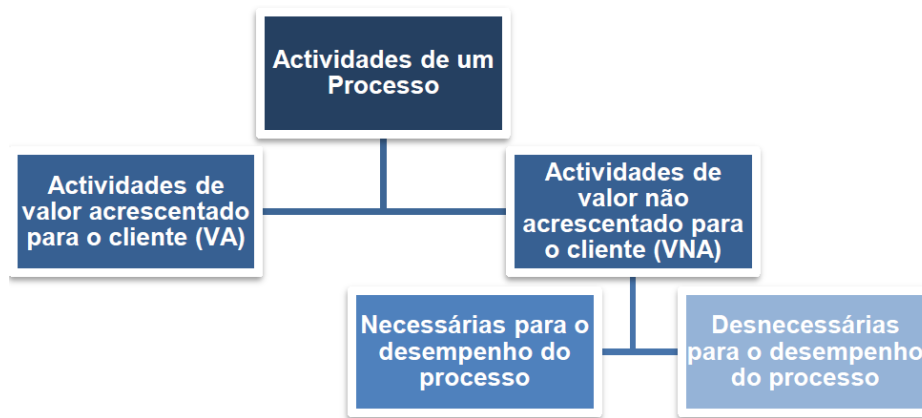 Actividades de um
Processo
Actividades de
valor acrescentado
para o cliente (VA)
Actividades de
valor não
acrescentado para
o cliente (VNA)
Necessárias para o
desempenho do
processo
Desnecessárias
para o desempenho
do processo